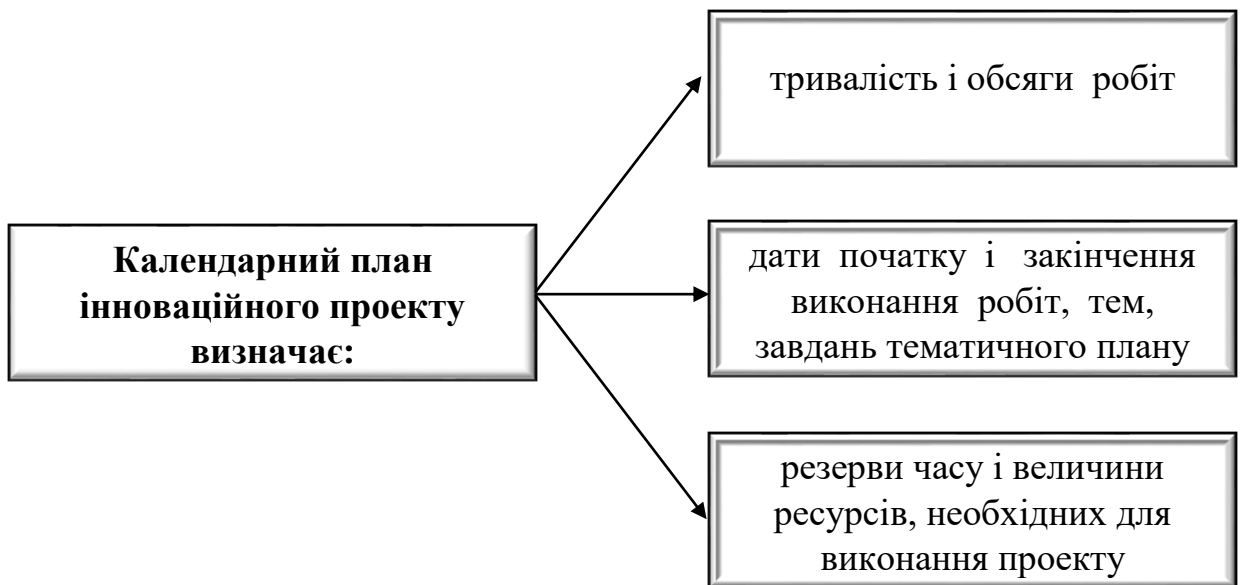 тривалість і обсяги робіт
Календарний план
інноваційного проекту
визначає:
дати початку і закінчення
виконання робіт, тем,
завдань тематичного плану
резерви часу і величини
ресурсів, необхідних для
виконання проекту